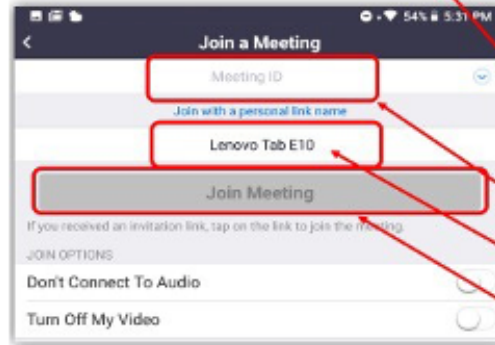 54% 5:31 PM
Join a Meeting
Meeting ID
Join with a personal link name
Lenovo Tab E10
Join Meeting
If you received an invitation link, tap on the link to join the meeting.
JOIN OPTIONS
Don't Connect To Audio
Turn Off My Video